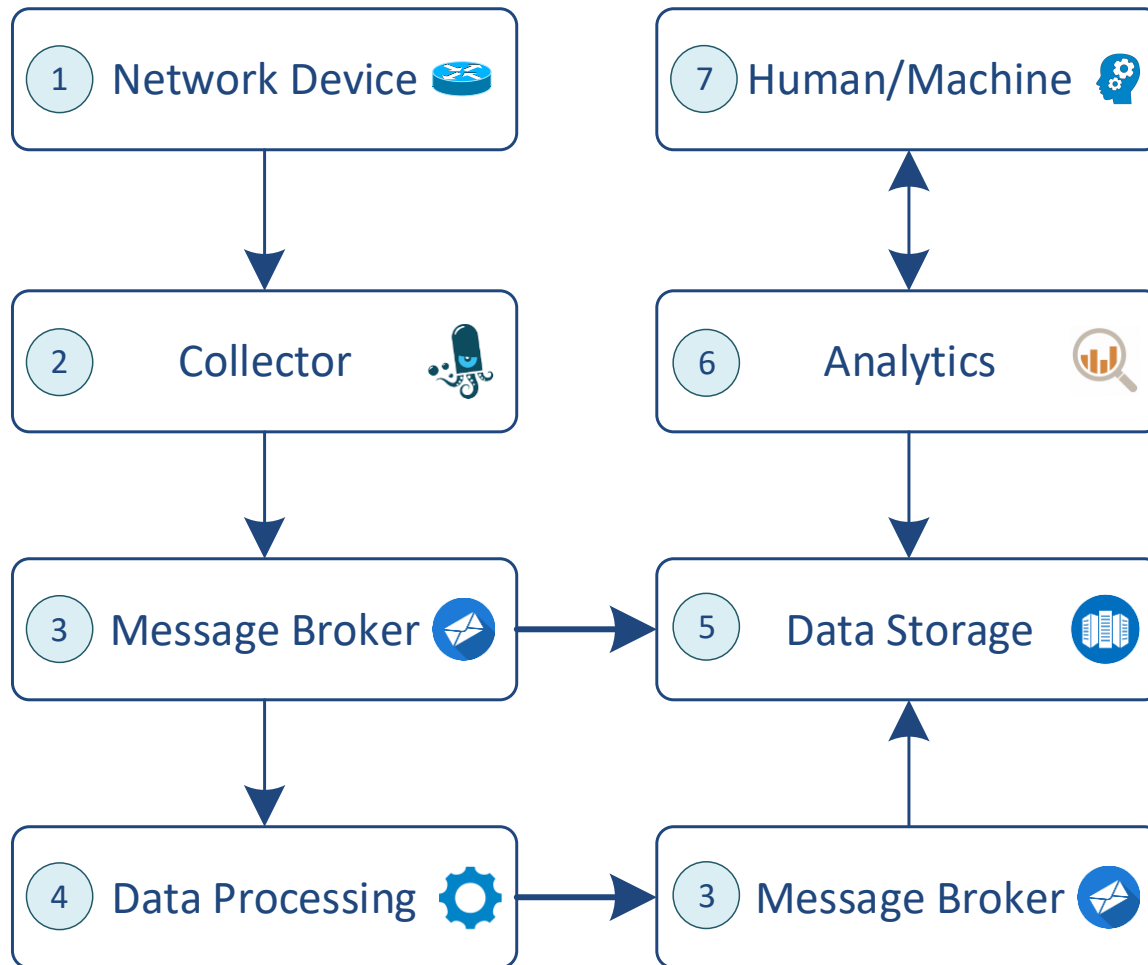 1 Network Device
7 Human/Machine
2 Collector
6 Analytics
3 Message Broker
5 Data Storage
4 Data Processing
3 Message Broker